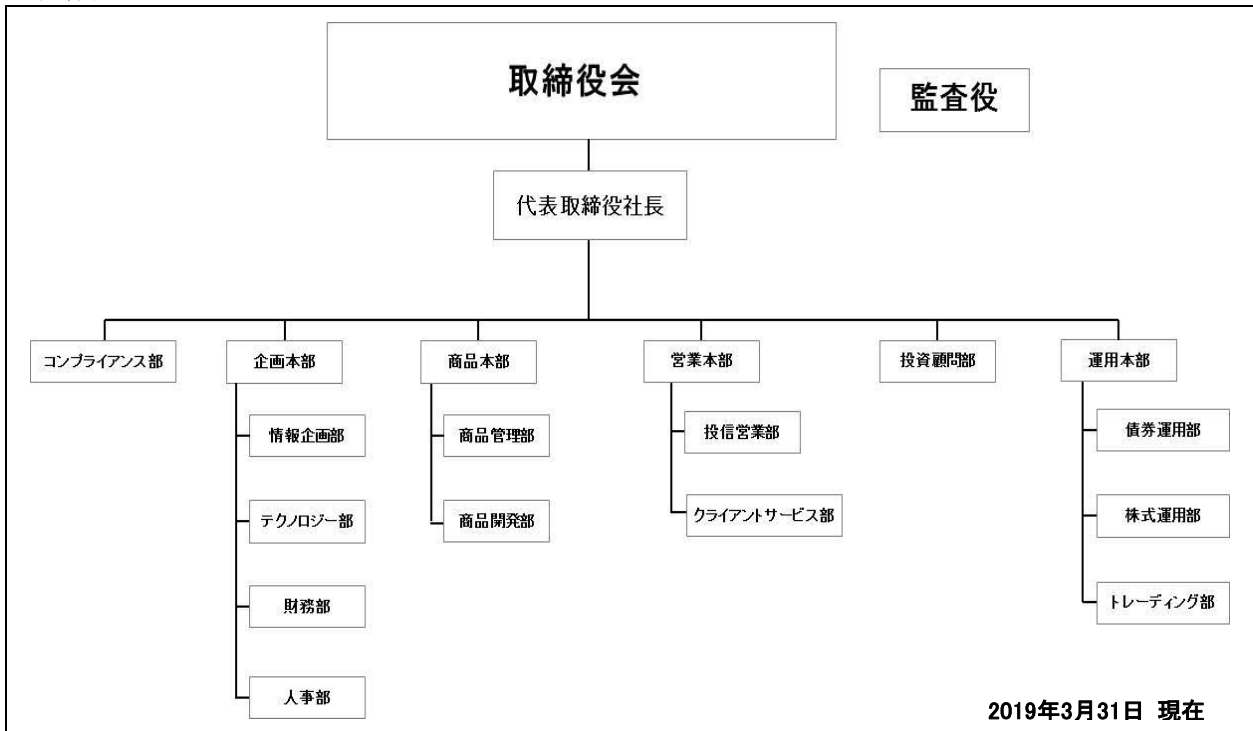 取締役会
監査役
代表取締役社長
コンプライアンス部
企画本部
商品本部
営業本部
投資顧問部
運用本部
情報企画部
商品管理部
投信営業部
債券運用部
テクノロジー部
商品開発部
クライアントサービス部
株式運用部
財務部
トレーディング部
人事部
2019年3月31日 現在